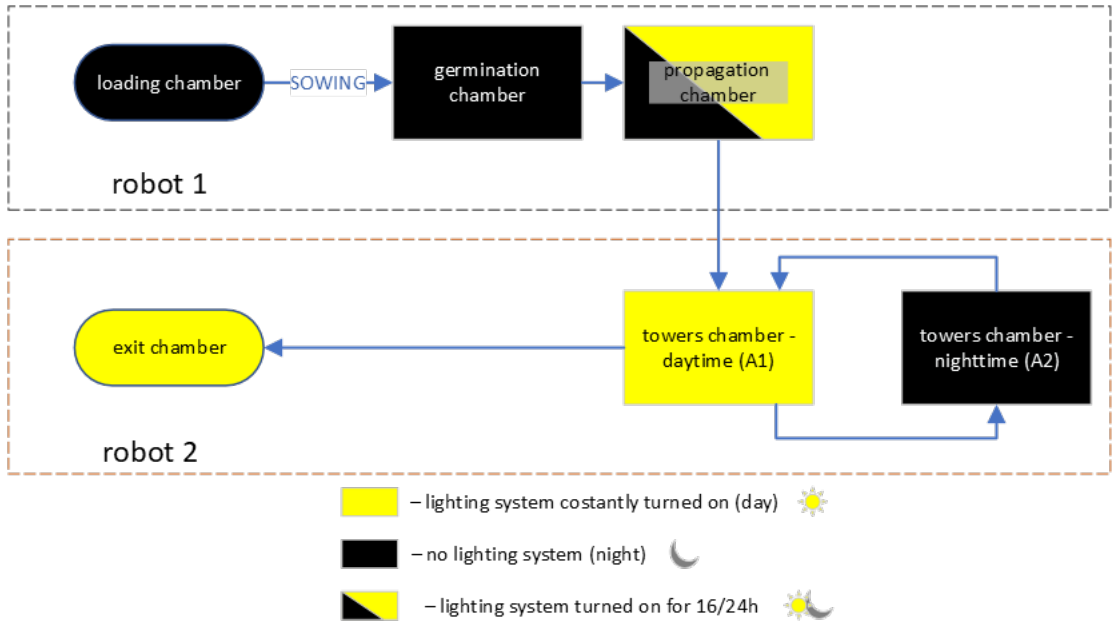 loading chamber
SOWING
germination
chamber
propagation
chamber
robot 1
exit chamber
towers chamber -
daytime (A1)
towers chamber -
nighttime (A2)
robot 2
– lighting system costantly turned on (day)
– no lighting system (night)
– lighting system turned on for 16/24h